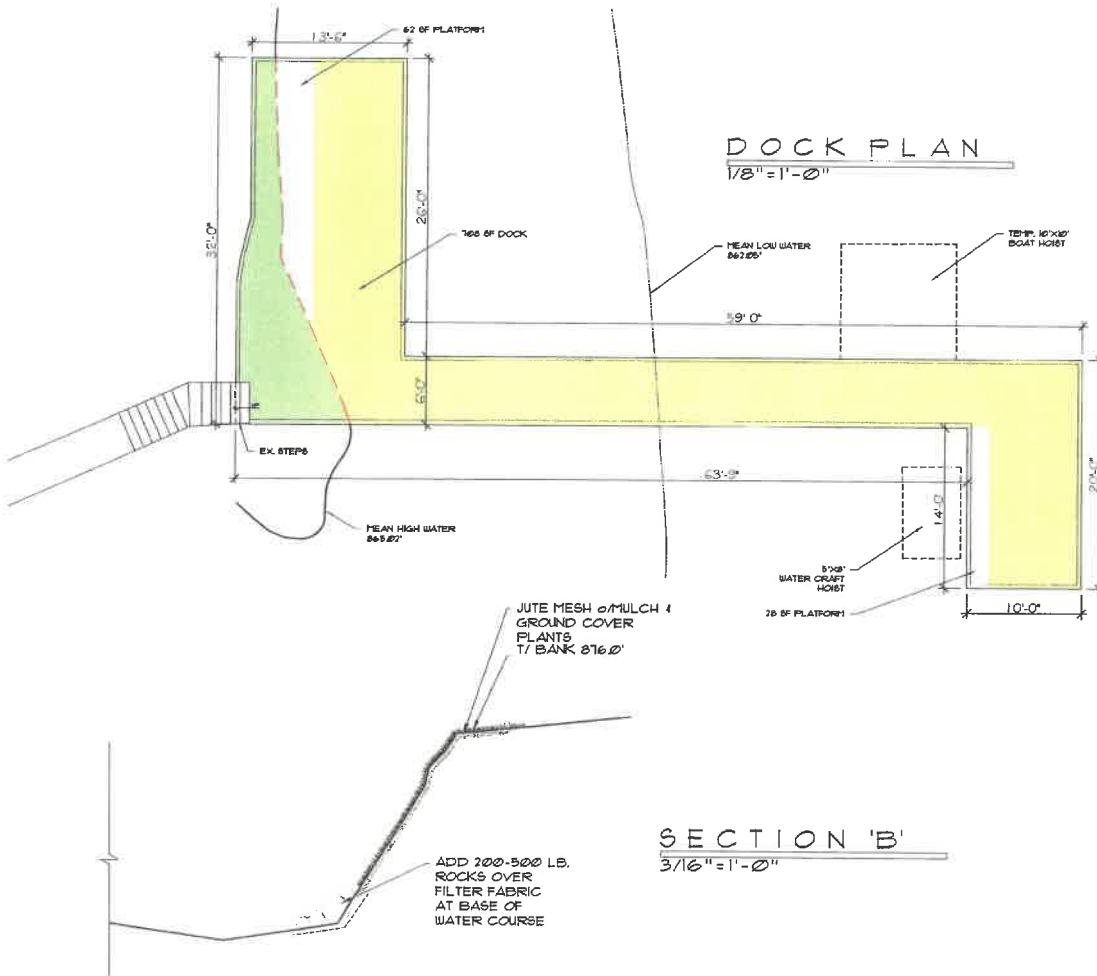 62 SF PLATFORM
13'-6"
DOCK PLAN
1/8"=1'-0"
32'-0"
26'-0"
708 SF DOCK
MEAN LOW WATER
862.05'
TEMP. 10'X10'
BOAT HOIST
59'0"
6'-0"
EX. STEPS
63'-9"
20'-0"
14'-0
MEAN HIGH WATER
865.02'
5'X8'
WATER CRAFT
HOIST
28 SF PLATFORM
10'-0"
JUTE MESH c/MULCH &
GROUND COVER
PLANTS
T/ BANK 876.0'
SECTION 'B'
3/16"=1'-0"
ADD 200-500 LB.
ROCKS OVER
FILTER FABRIC
AT BASE OF
WATER COURSE